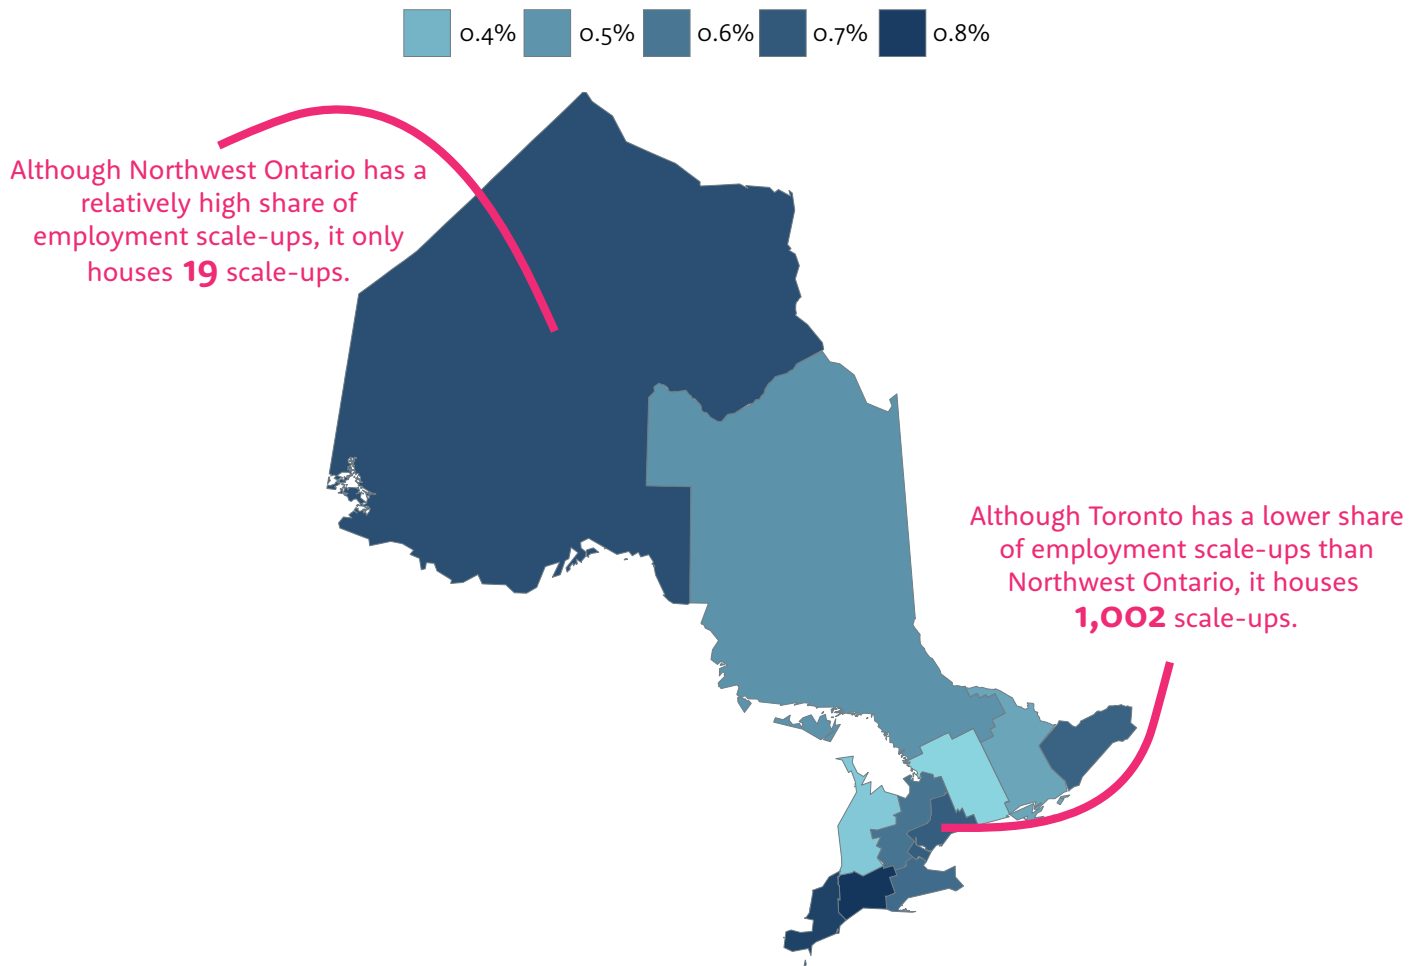 0.4% 0.5% 0.6% 0.7% 0.8%
Although Northwest Ontario has a
relatively high share of
employment scale-ups, it only
houses 19 scale-ups.
Although Toronto has a lower share
of employment scale-ups than
Northwest Ontario, it houses
1,002 scale-ups.